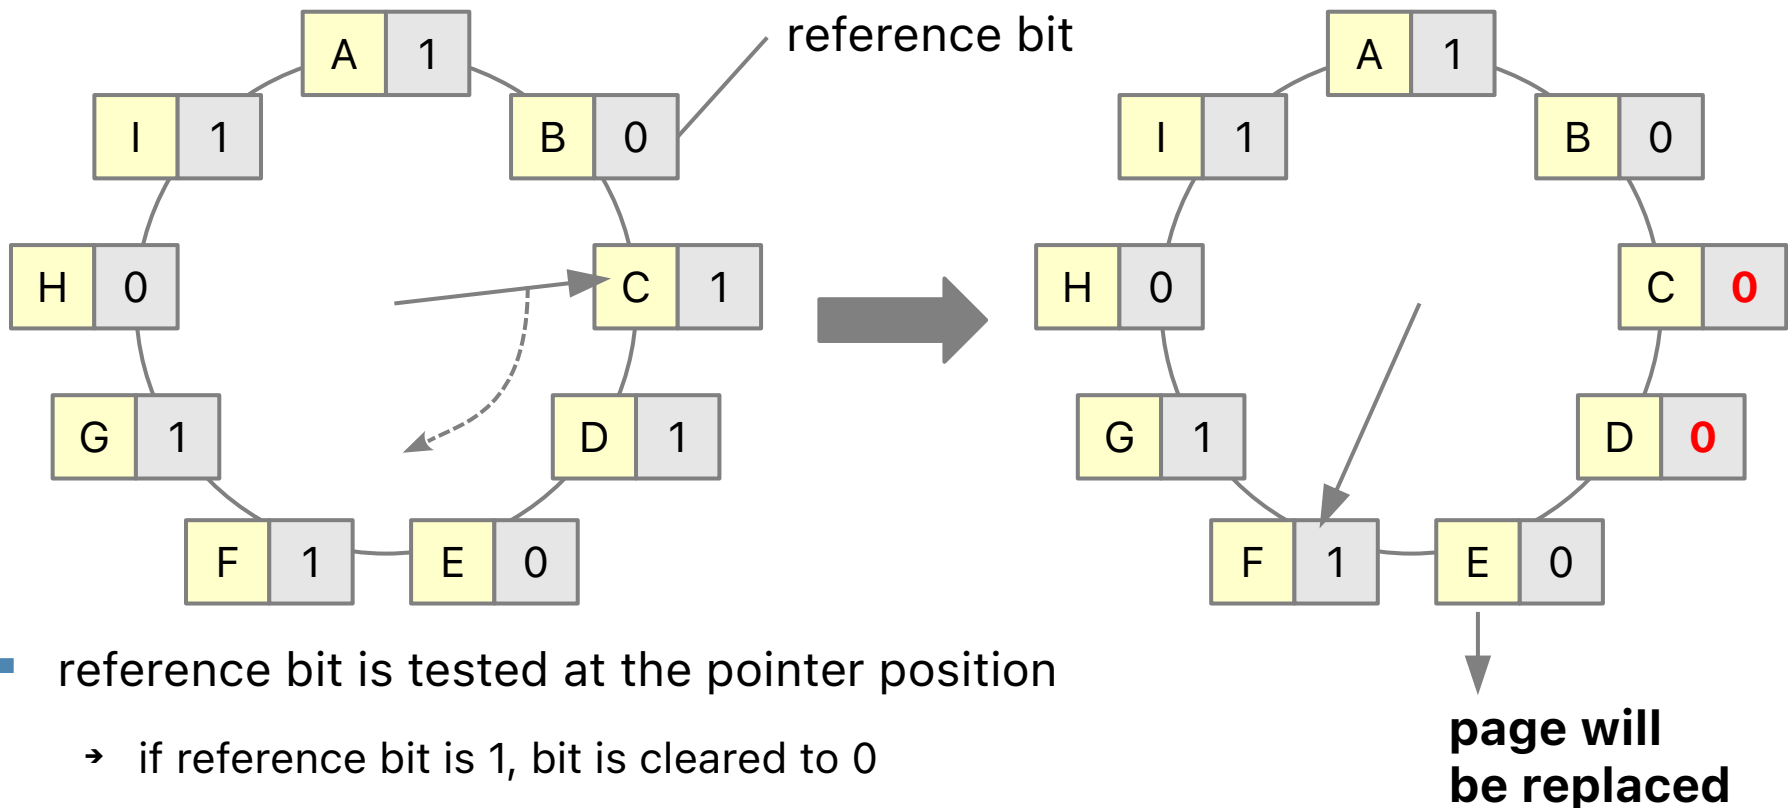 A 1
reference bit
I 1
B 0
H 0
C 1
G 1
D 1
F 1
E 0
A 1
I 1
B 0
H 0
C 0
G 1
D 0
F 1
E 0
reference bit is tested at the pointer position
➔ if reference bit is 1, bit is cleared to 0
page will
be replaced